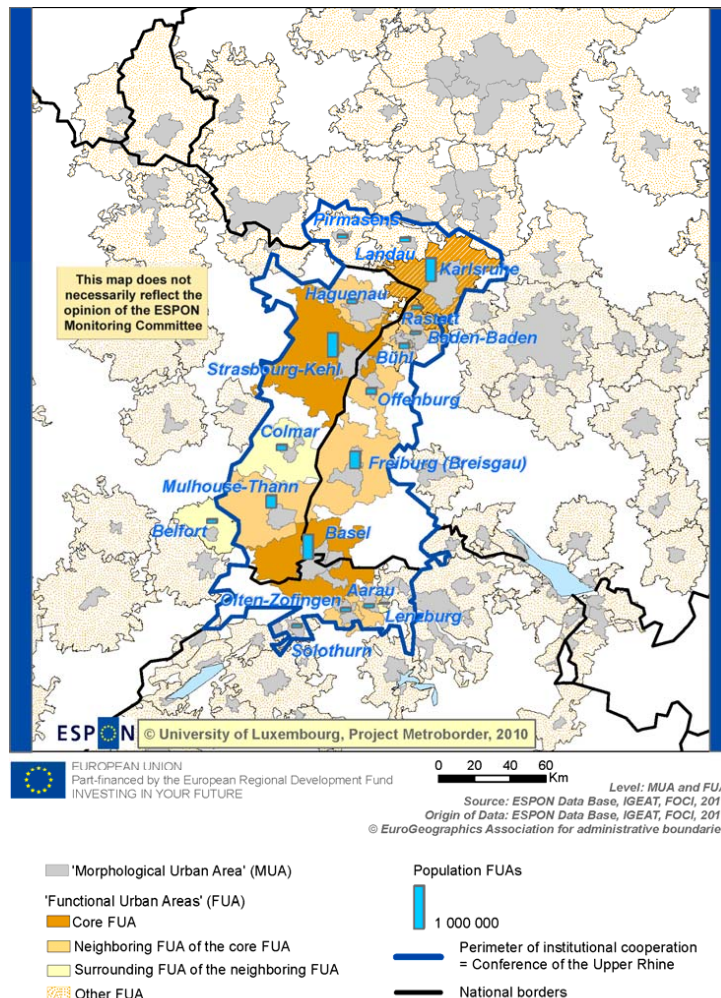 Pirmasens
Landau
Karlsruhe
This map does not
necessarily reflect the
opinion of the ESPON
Monitoring Committee
Haguenau
Rastatt
Baden-Baden
Bühl
Strasbourg-Kehl
Offenburg
Colmar
Freiburg (Breisgau)
Mulhouse-Thann
Belfort
Basel
Aarau
Olten-Zofingen
Lenzburg
Solothurn
ESPON
© University of Luxembourg, Project Metroborder, 2010
EUROPEAN UNION
Part-financed by the European Regional Development Fund
INVESTING IN YOUR FUTURE
0 20 40 60
Km
Level: MUA and FUA
Source: ESPON Data Base, IGEAT, FOCI, 201
Origin of Data: ESPON Data Base, IGEAT, FOCI, 201
© EuroGeographics Association for administrative boundarie
'Morphological Urban Area' (MUA)
'Functional Urban Areas' (FUA)
Core FUA
Neighboring FUA of the core FUA
Surrounding FUA of the neighboring FUA
Other FUA
Population FUAs
1 000 000
Perimeter of institutional cooperation
= Conference of the Upper Rhine
National borders